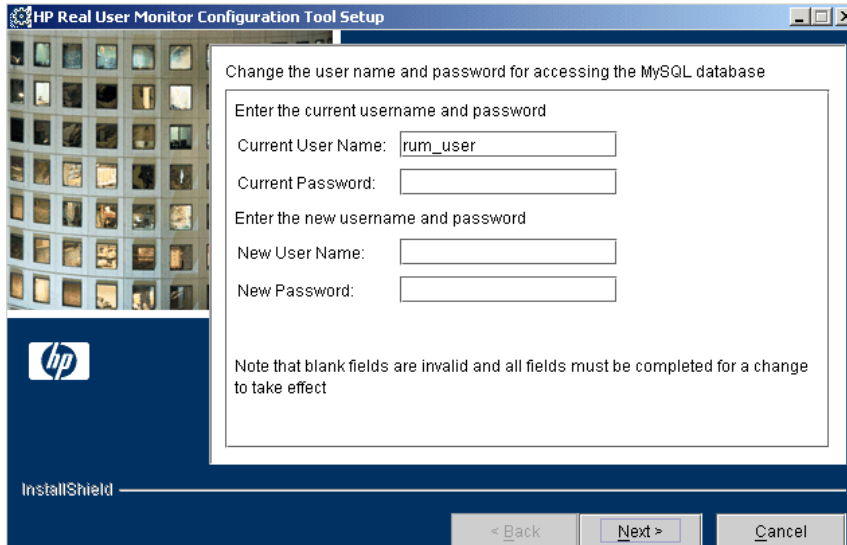 HP Real User Monitor Configuration Tool Setup
Change the user name and password for accessing the MySQL database
Enter the current username and password
Current User Name: rum_user
Current Password:
Enter the new username and password
New User Name:
New Password:
Note that blank fields are invalid and all fields must be completed for a change
to take effect
hp
InstallShield
< Back Next > Cancel